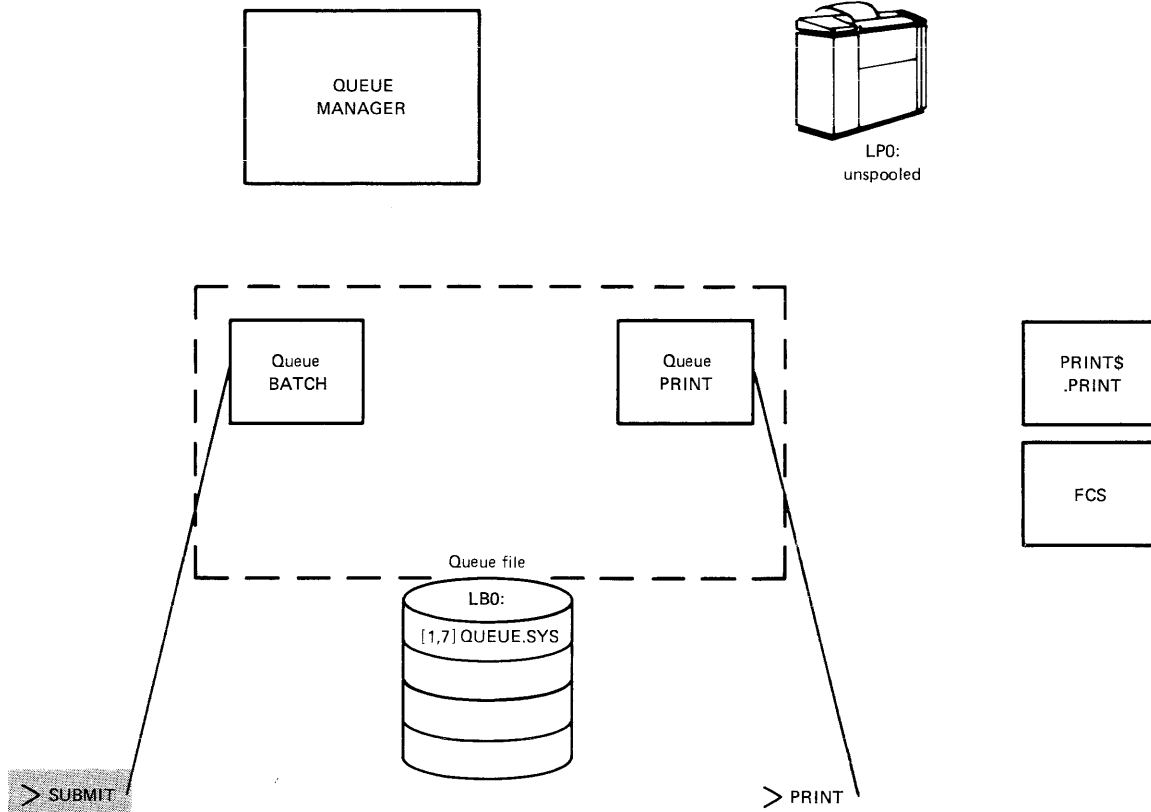 QUEUE
MANAGER
LP0:
unspooled
Queue
BATCH
Queue
PRINT
PRINT$
.PRINT
FCS
Queue file
LB0:
[1,7] QUEUE.SYS
> SUBMIT
> PRINT